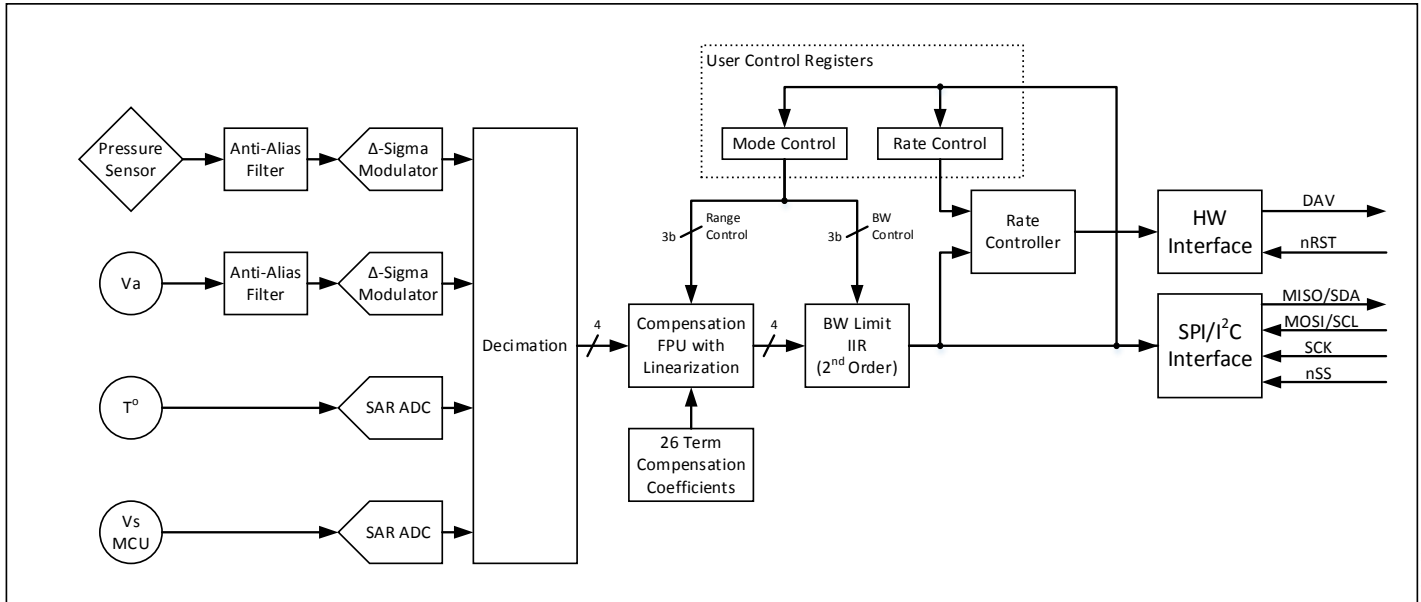 User Control Registers
Mode Control
Rate Control
Pressure
Sensor
Anti-Alias
Filter
Δ-Sigma
Modulator
Va
Anti-Alias
Filter
Δ-Sigma
Modulator
T°
SAR ADC
Vs
MCU
SAR ADC
Decimation
4
3b
Range
Control
3b
BW
Control
Compensation
FPU with
Linearization
4
BW Limit
IIR
(2nd Order)
26 Term
Compensation
Coefficients
Rate
Controller
HW
Interface
DAV
nRST
SPI/I²C
Interface
MISO/SDA
MOSI/SCL
SCK
nSS